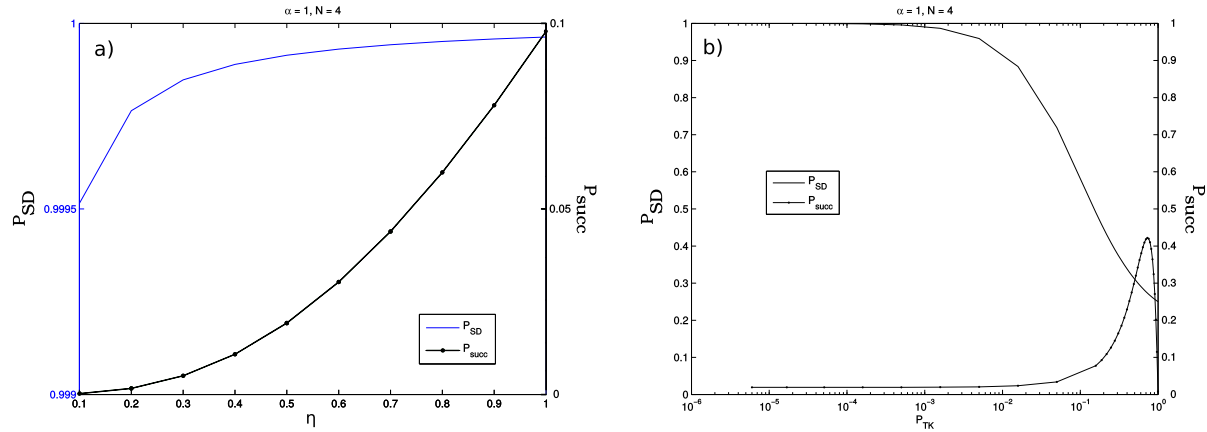 α = 1, N = 4
a)
1
0.9995
0.999
P_SD
0.1
0.05
0
P_succ
P_SD
P_succ
0.1 0.2 0.3 0.4 0.5 0.6 0.7 0.8 0.9 1
η
α = 1, N = 4
b)
1
0.9
0.8
0.7
0.6
0.5
0.4
0.3
0.2
0.1
0
P_SD
1
0.9
0.8
0.7
0.6
0.5
0.4
0.3
0.2
0.1
0
P_succ
P_SD
P_succ
10^-6 10^-5 10^-4 10^-3 10^-2 10^-1 10^0
P_TK